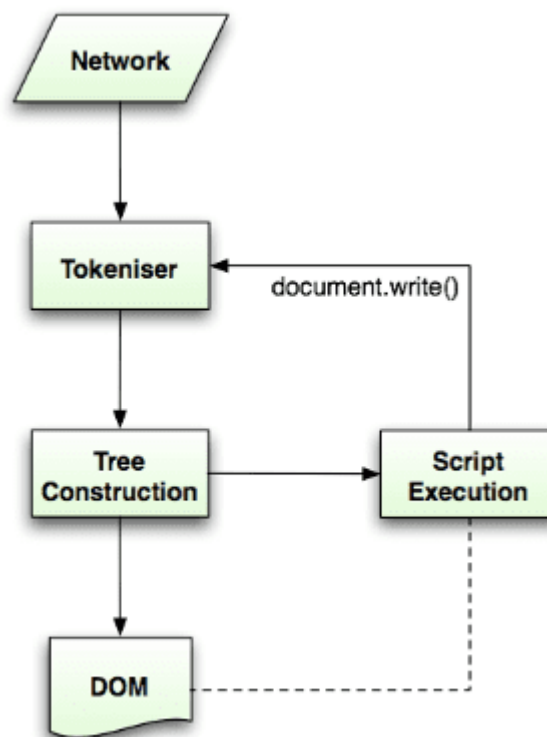 Network
Tokeniser
document.write()
Tree
Construction
Script
Execution
DOM